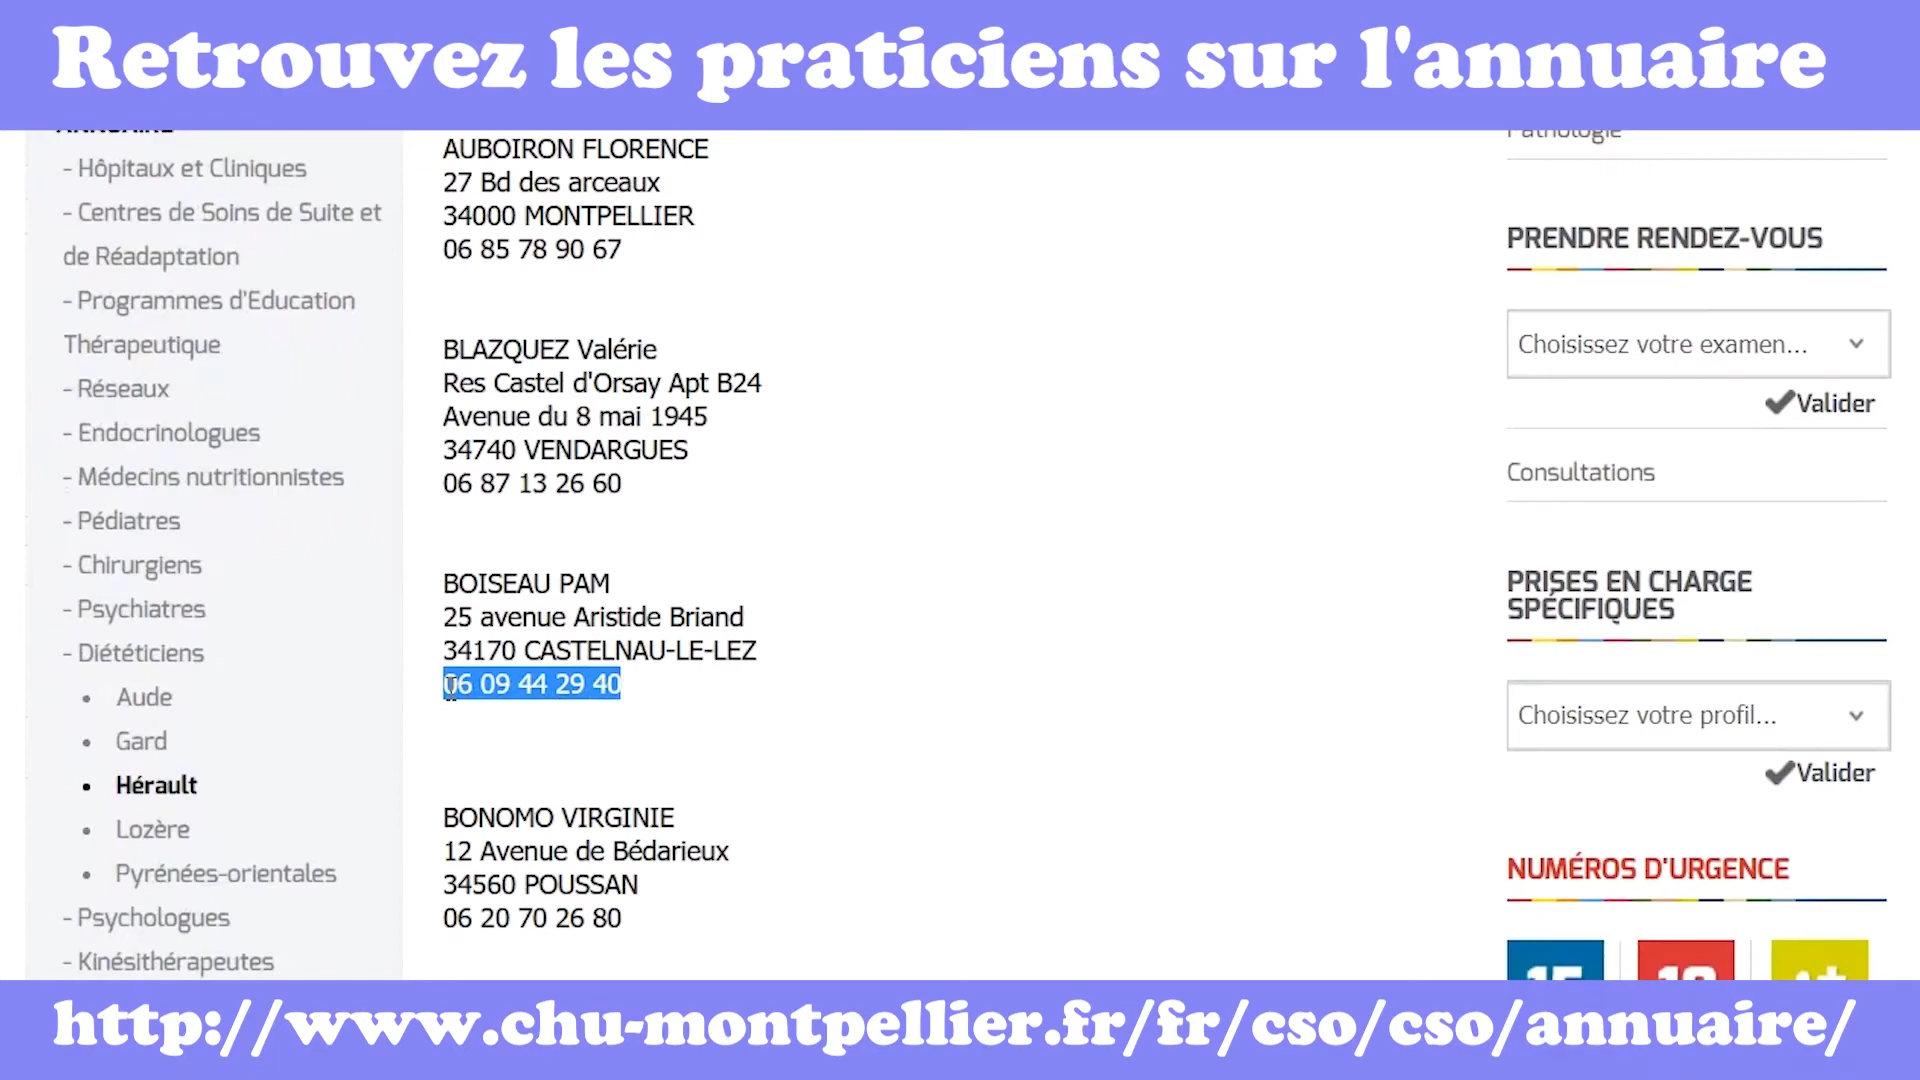 Retrouvez les praticiens sur l'annuaire
ANNUAIRE
- Hôpitaux et Cliniques
- Centres de Soins de Suite et
de Réadaptation
- Programmes d'Education
Thérapeutique
- Réseaux
- Endocrinologues
- Médecins nutritionnistes
- Pédiatres
- Chirurgiens
- Psychiatres
- Diététiciens
• Aude
• Gard
• Hérault
• Lozère
• Pyrénées-orientales
- Psychologues
- Kinésithérapeutes
AUBOIRON FLORENCE
27 Bd des arceaux
34000 MONTPELLIER
06 85 78 90 67
BLAZQUEZ Valérie
Res Castel d'Orsay Apt B24
Avenue du 8 mai 1945
34740 VENDARGUES
06 87 13 26 60
BOISEAU PAM
25 avenue Aristide Briand
34170 CASTELNAU-LE-LEZ
06 09 44 29 40
BONOMO VIRGINIE
12 Avenue de Bédarieux
34560 POUSSAN
06 20 70 26 80
Pathologie
PRENDRE RENDEZ-VOUS
Choisissez votre examen...
Valider
Consultations
PRISES EN CHARGE
SPÉCIFIQUES
Choisissez votre profil...
Valider
NUMÉROS D'URGENCE
http://www.chu-montpellier.fr/fr/cso/cso/annuaire/